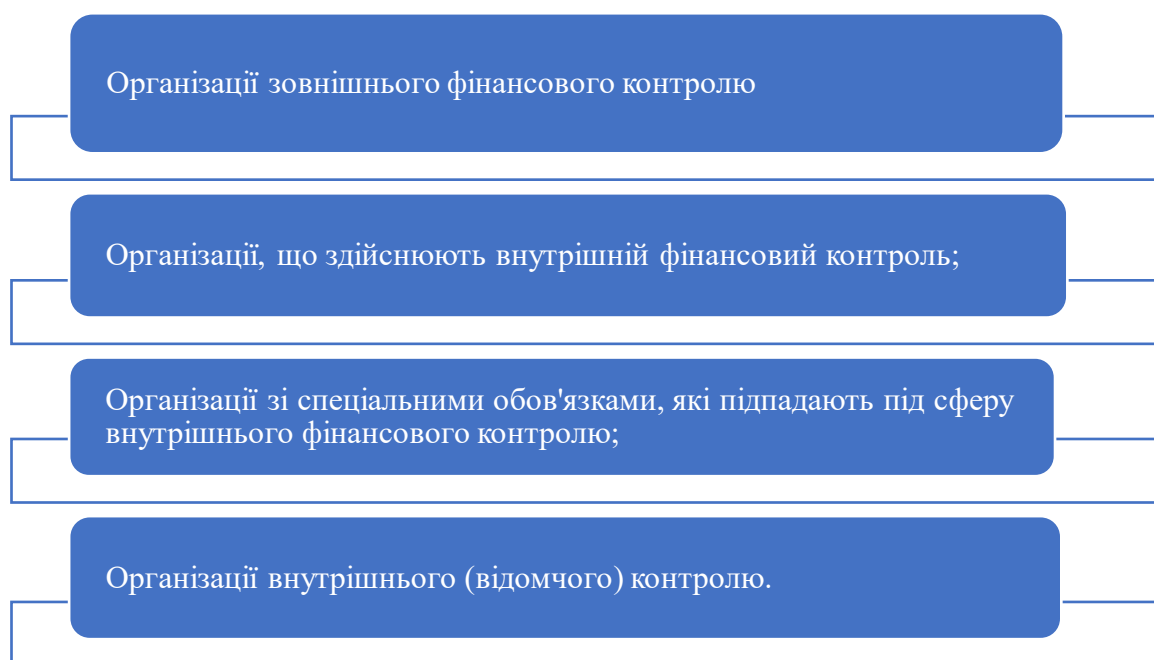 Організації зовнішнього фінансового контролю
Організації, що здійснюють внутрішній фінансовий контроль;
Організації зі спеціальними обов'язками, які підпадають під сферу
внутрішнього фінансового контролю;
Організації внутрішнього (відомчого) контролю.